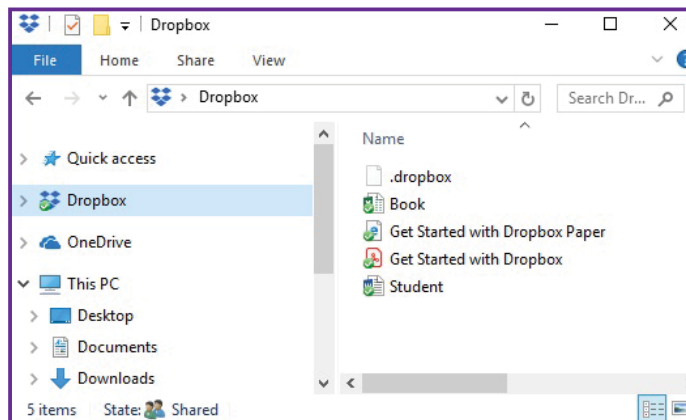 Dropbox
File Home Share View
Dropbox Search Dr...
Name
Quick access
Dropbox
OneDrive
This PC
Desktop
Documents
Downloads
.dropbox
Book
Get Started with Dropbox Paper
Get Started with Dropbox
Student
5 items State: Shared